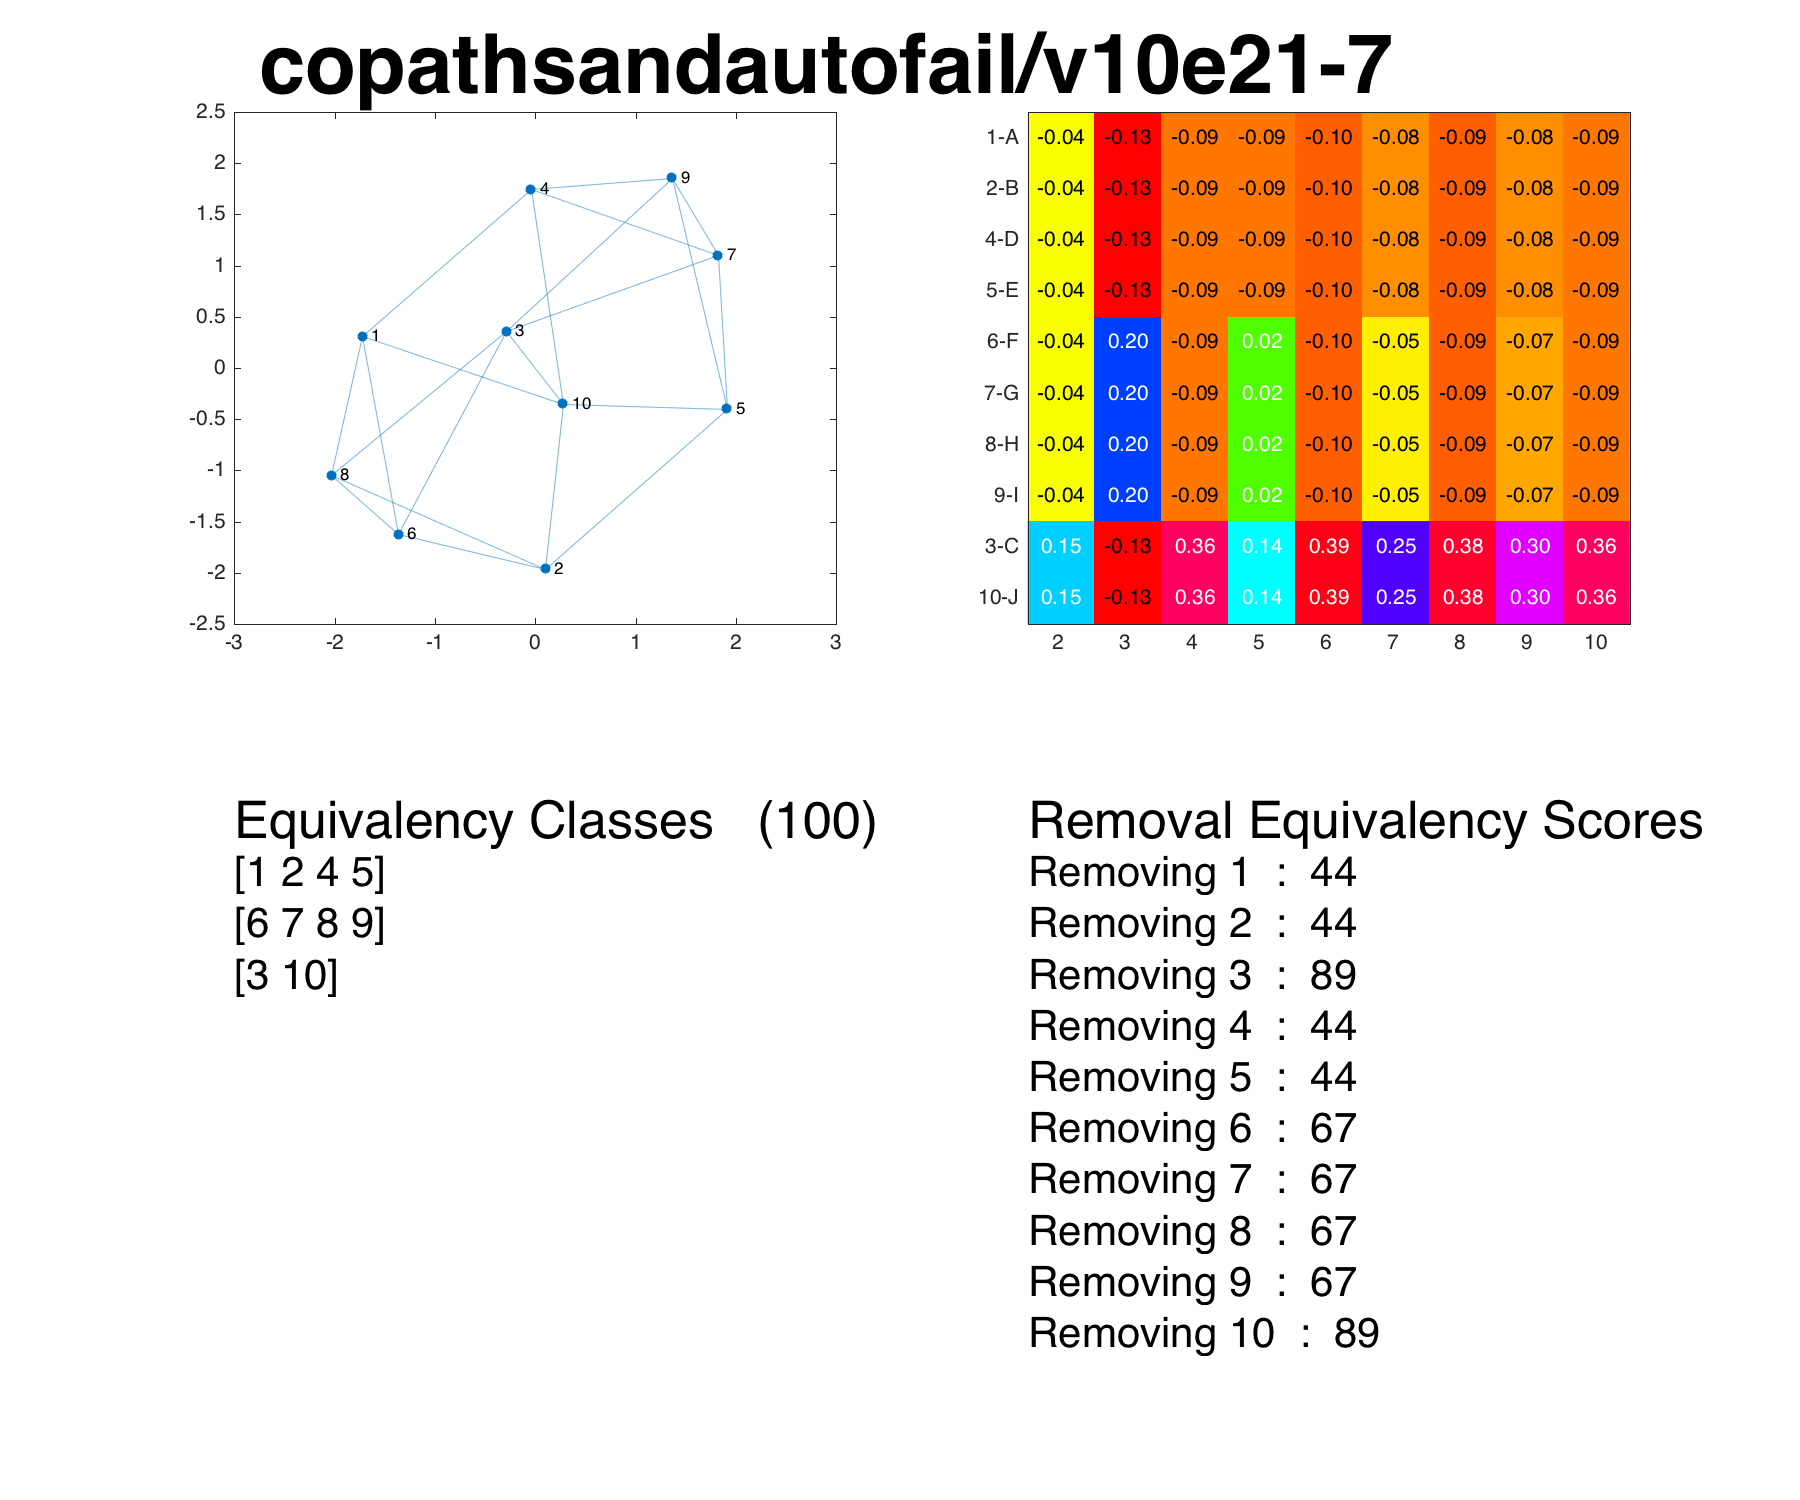 copathsandautofail/v10e21-7
2.5
2
1.5
1
0.5
0
-0.5
-1
-1.5
-2
-2.5
-3 -2 -1 0 1 2 3
4
9
7
1
3
10
5
8
6
2
1-A -0.04 -0.13 -0.09 -0.09 -0.10 -0.08 -0.09 -0.08 -0.09
2-B -0.04 -0.13 -0.09 -0.09 -0.10 -0.08 -0.09 -0.08 -0.09
4-D -0.04 -0.13 -0.09 -0.09 -0.10 -0.08 -0.09 -0.08 -0.09
5-E -0.04 -0.13 -0.09 -0.09 -0.10 -0.08 -0.09 -0.08 -0.09
6-F -0.04 0.20 -0.09 0.02 -0.10 -0.05 -0.09 -0.07 -0.09
7-G -0.04 0.20 -0.09 0.02 -0.10 -0.05 -0.09 -0.07 -0.09
8-H -0.04 0.20 -0.09 0.02 -0.10 -0.05 -0.09 -0.07 -0.09
9-I -0.04 0.20 -0.09 0.02 -0.10 -0.05 -0.09 -0.07 -0.09
3-C 0.15 -0.13 0.36 0.14 0.39 0.25 0.38 0.30 0.36
10-J 0.15 -0.13 0.36 0.14 0.39 0.25 0.38 0.30 0.36
2 3 4 5 6 7 8 9 10
Equivalency Classes (100)
[1 2 4 5]
[6 7 8 9]
[3 10]
Removal Equivalency Scores
Removing 1 : 44
Removing 2 : 44
Removing 3 : 89
Removing 4 : 44
Removing 5 : 44
Removing 6 : 67
Removing 7 : 67
Removing 8 : 67
Removing 9 : 67
Removing 10 : 89